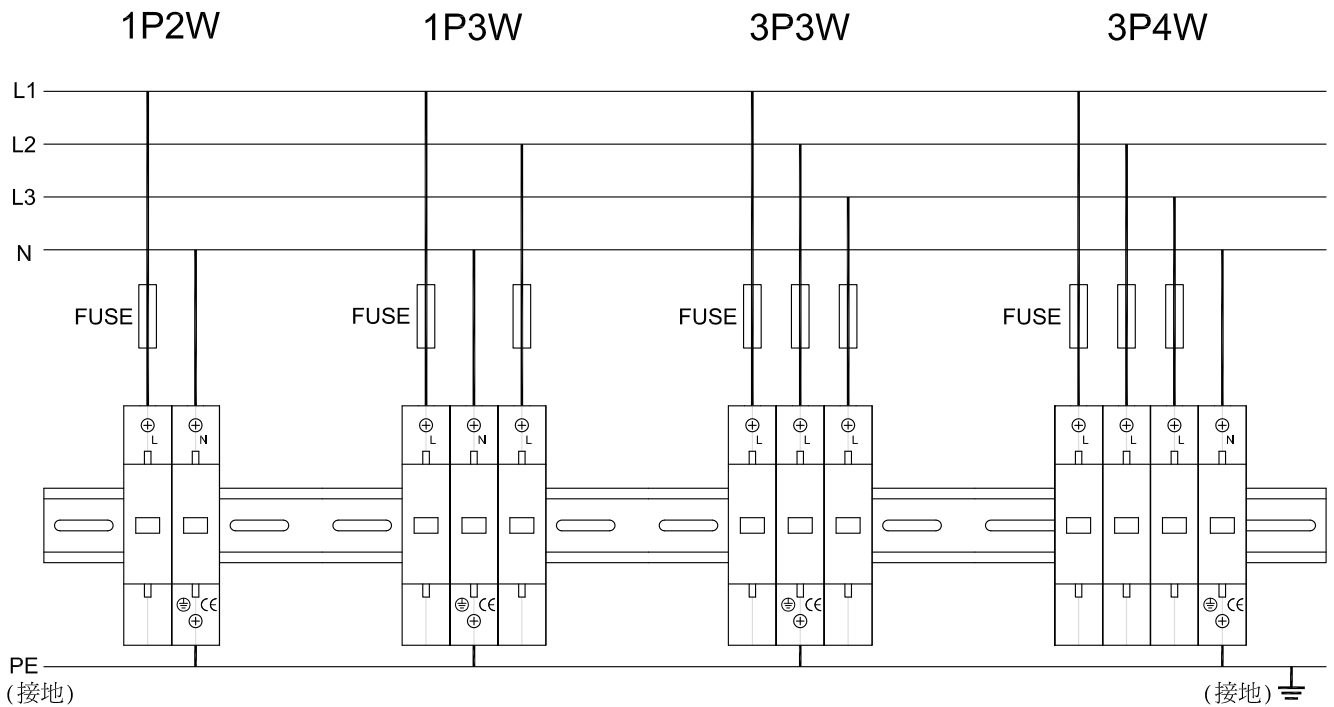 1P2W 1P3W 3P3W 3P4W
L1
L2
L3
N
FUSE FUSE FUSE FUSE
L N L N L L L L L L L N
CE CE CE CE
PE
(接地) (接地)